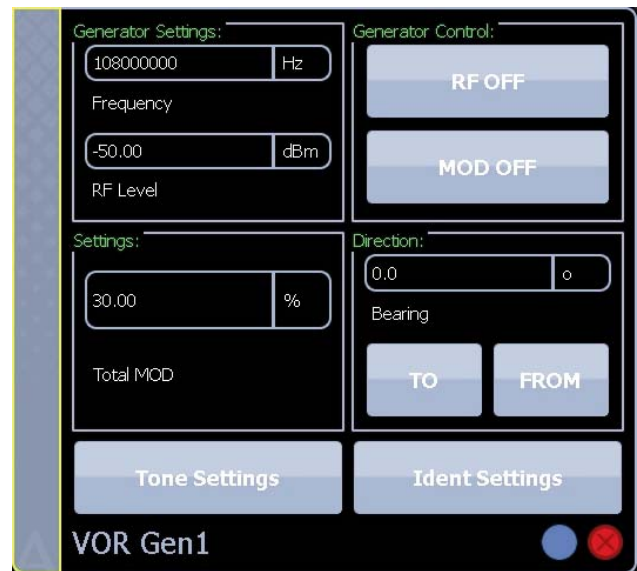 Generator Settings:
108000000 Hz
Frequency
-50.00 dBm
RF Level
Generator Control:
RF OFF
MOD OFF
Settings:
30.00 %
Total MOD
Direction:
0.0 o
Bearing
TO FROM
Tone Settings
Ident Settings
VOR Gen1